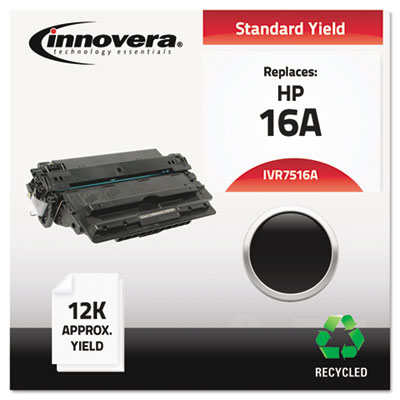 innovera
technology essentials
Standard Yield
Replaces:
HP
16A
IVR7516A
12K
APPROX.
YIELD
RECYCLED